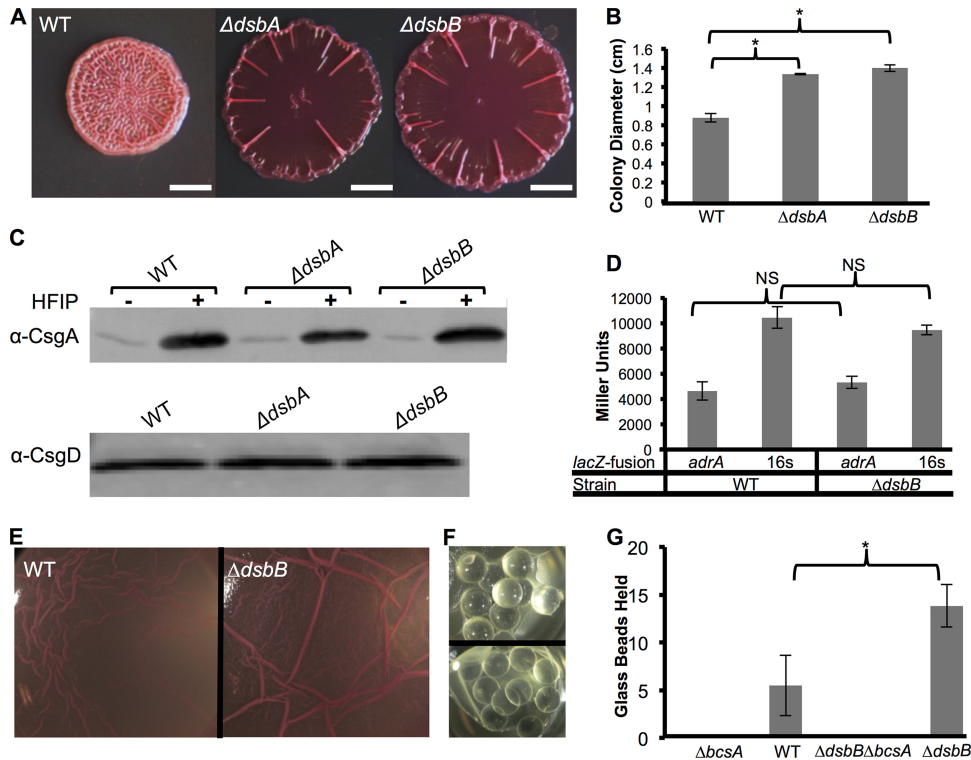 A
WT
ΔdsbA
ΔdsbB
B
*
*
Colony Diameter (cm)
1.6
1.4
1.2
1
0.8
0.6
0.4
0.2
0
WT
ΔdsbA
ΔdsbB
C
WT
ΔdsbA
ΔdsbB
HFIP
- + - + - +
α-CsgA
WT
ΔdsbA
ΔdsbB
α-CsgD
D
NS
NS
Miller Units
12000
10000
8000
6000
4000
2000
0
lacZ-fusion adrA 16s adrA 16s
Strain WT ΔdsbB
E
WT
ΔdsbB
F
G
*
Glass Beads Held
20
15
10
5
0
ΔbcsA
WT
ΔdsbBΔbcsA
ΔdsbB